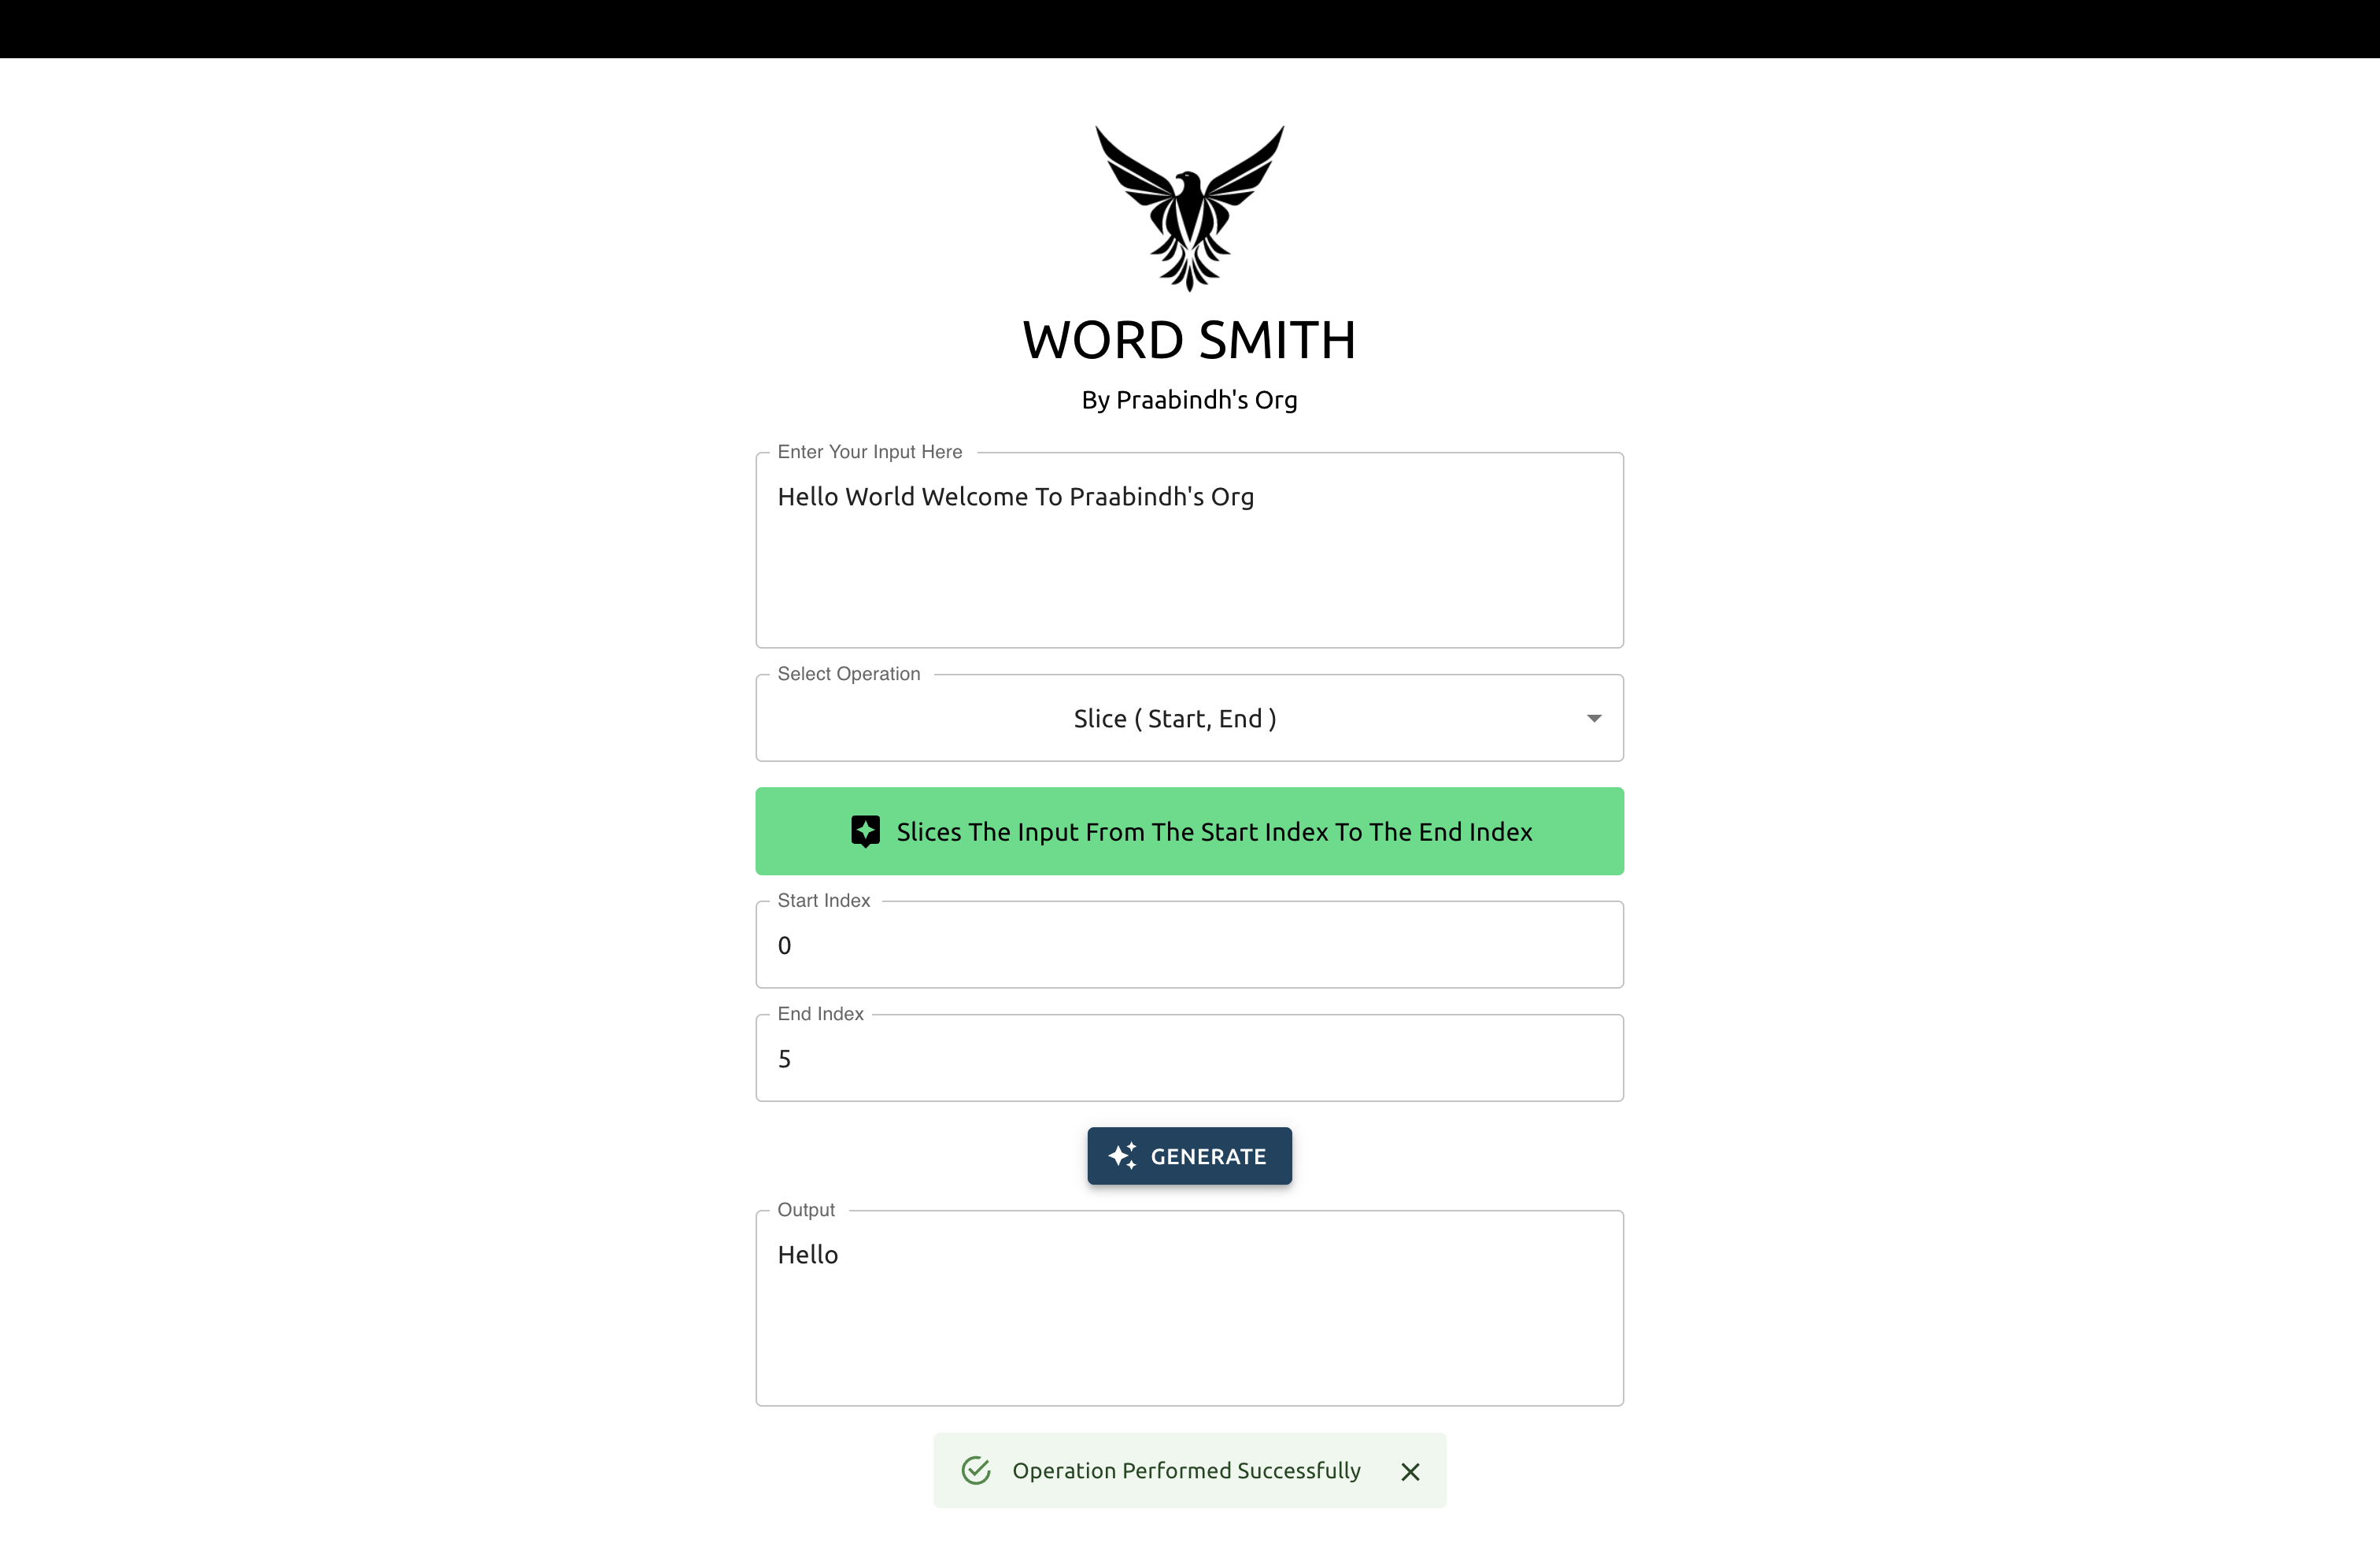 WORD SMITH
By Praabindh's Org
Enter Your Input Here
Hello World Welcome To Praabindh's Org
Select Operation
Slice ( Start, End )
Slices The Input From The Start Index To The End Index
Start Index
0
End Index
5
GENERATE
Output
Hello
Operation Performed Successfully